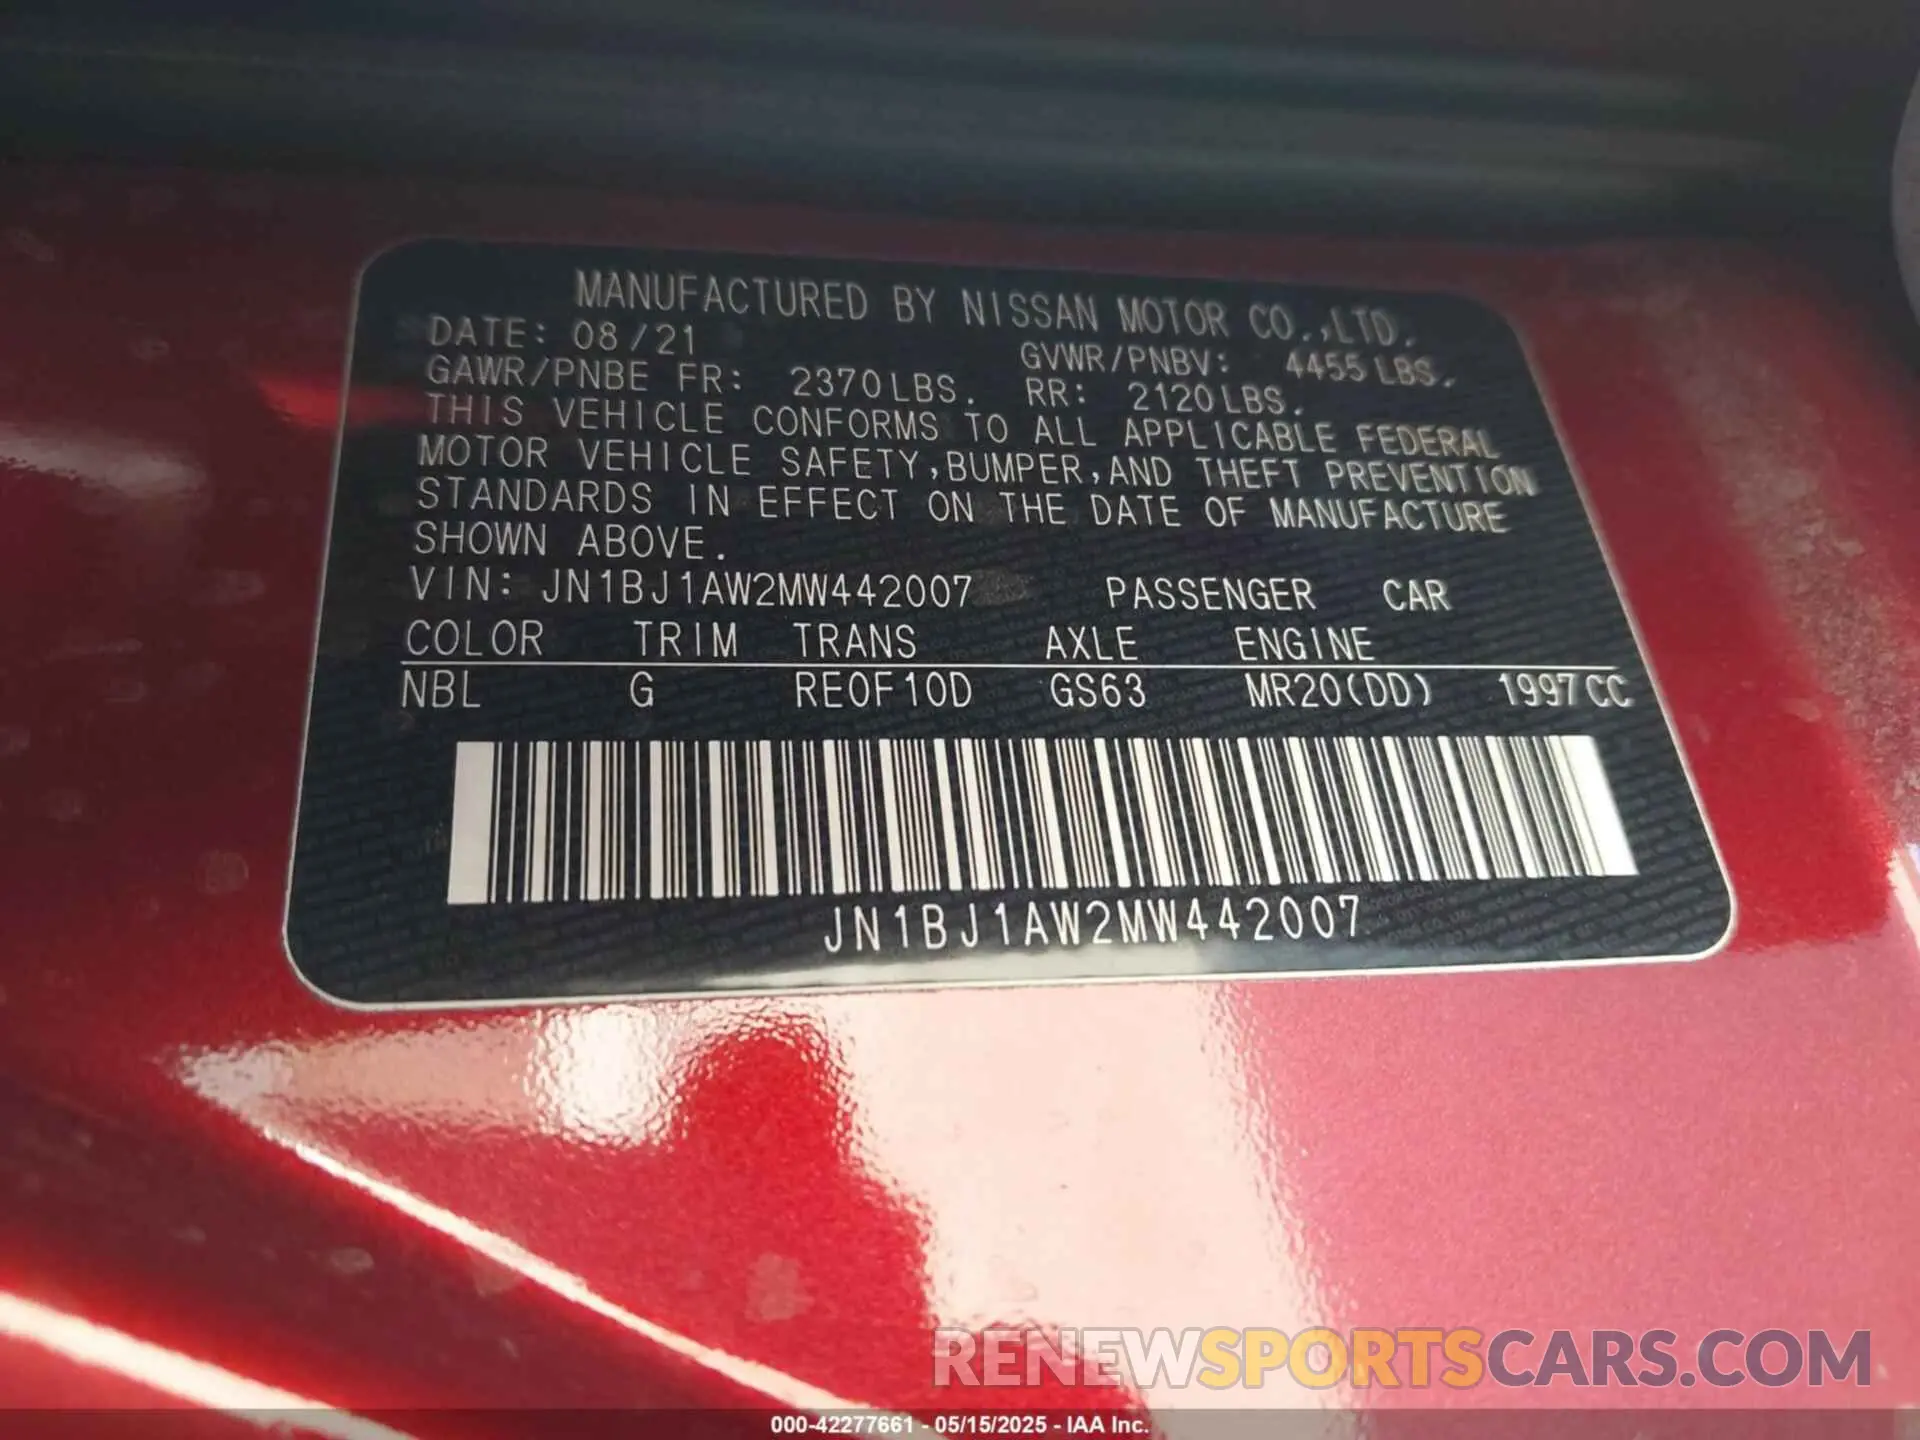 MANUFACTURED BY NISSAN MOTOR CO.,LTD.
DATE: 08/21 GVWR/PNBV: 4455 LBS.
GAWR/PNBE FR: 2370LBS. RR: 2120LBS.
THIS VEHICLE CONFORMS TO ALL APPLICABLE FEDERAL
MOTOR VEHICLE SAFETY,BUMPER,AND THEFT PREVENTION
STANDARDS IN EFFECT ON THE DATE OF MANUFACTURE
SHOWN ABOVE.
VIN: JN1BJ1AW2MW442007 PASSENGER CAR
COLOR TRIM TRANS AXLE ENGINE
NBL G RE0F10D GS63 MR20(DD) 1997CC
JN1BJ1AW2MW442007
RENEWSPORTSCARS.COM
000-42277661 - 05/15/2025 - IAA Inc.